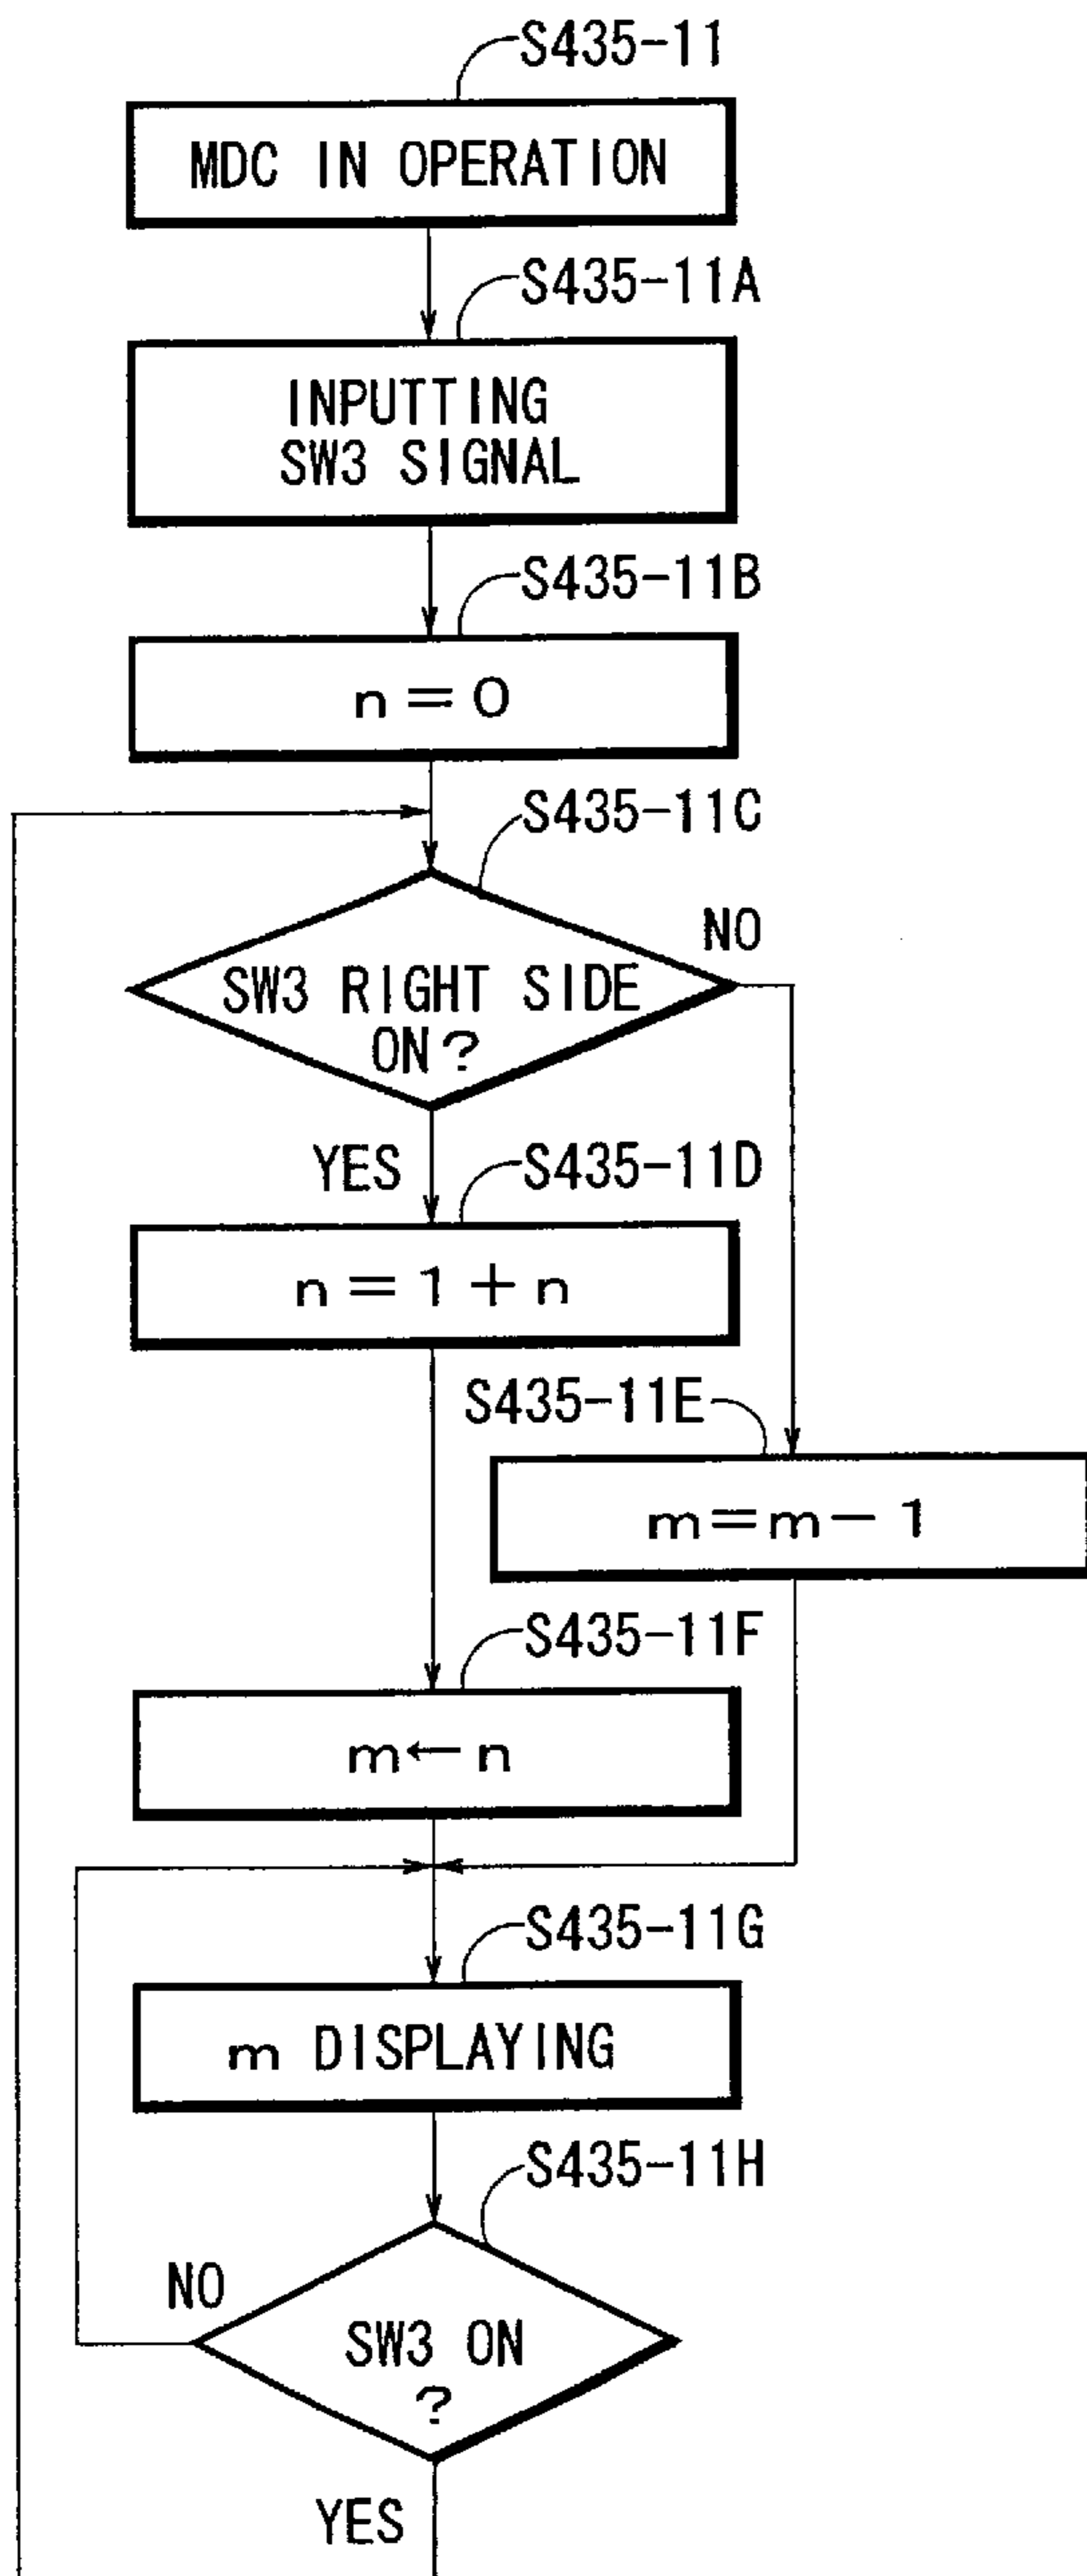 S435-11
MDC IN OPERATION
S435-11A
INPUTTING
SW3 SIGNAL
S435-11B
n = 0
S435-11C
NO
SW3 RIGHT SIDE
ON?
YES
S435-11D
n = 1 + n
S435-11E
m = m - 1
S435-11F
m ← n
S435-11G
m DISPLAYING
S435-11H
NO
SW3 ON
?
YES